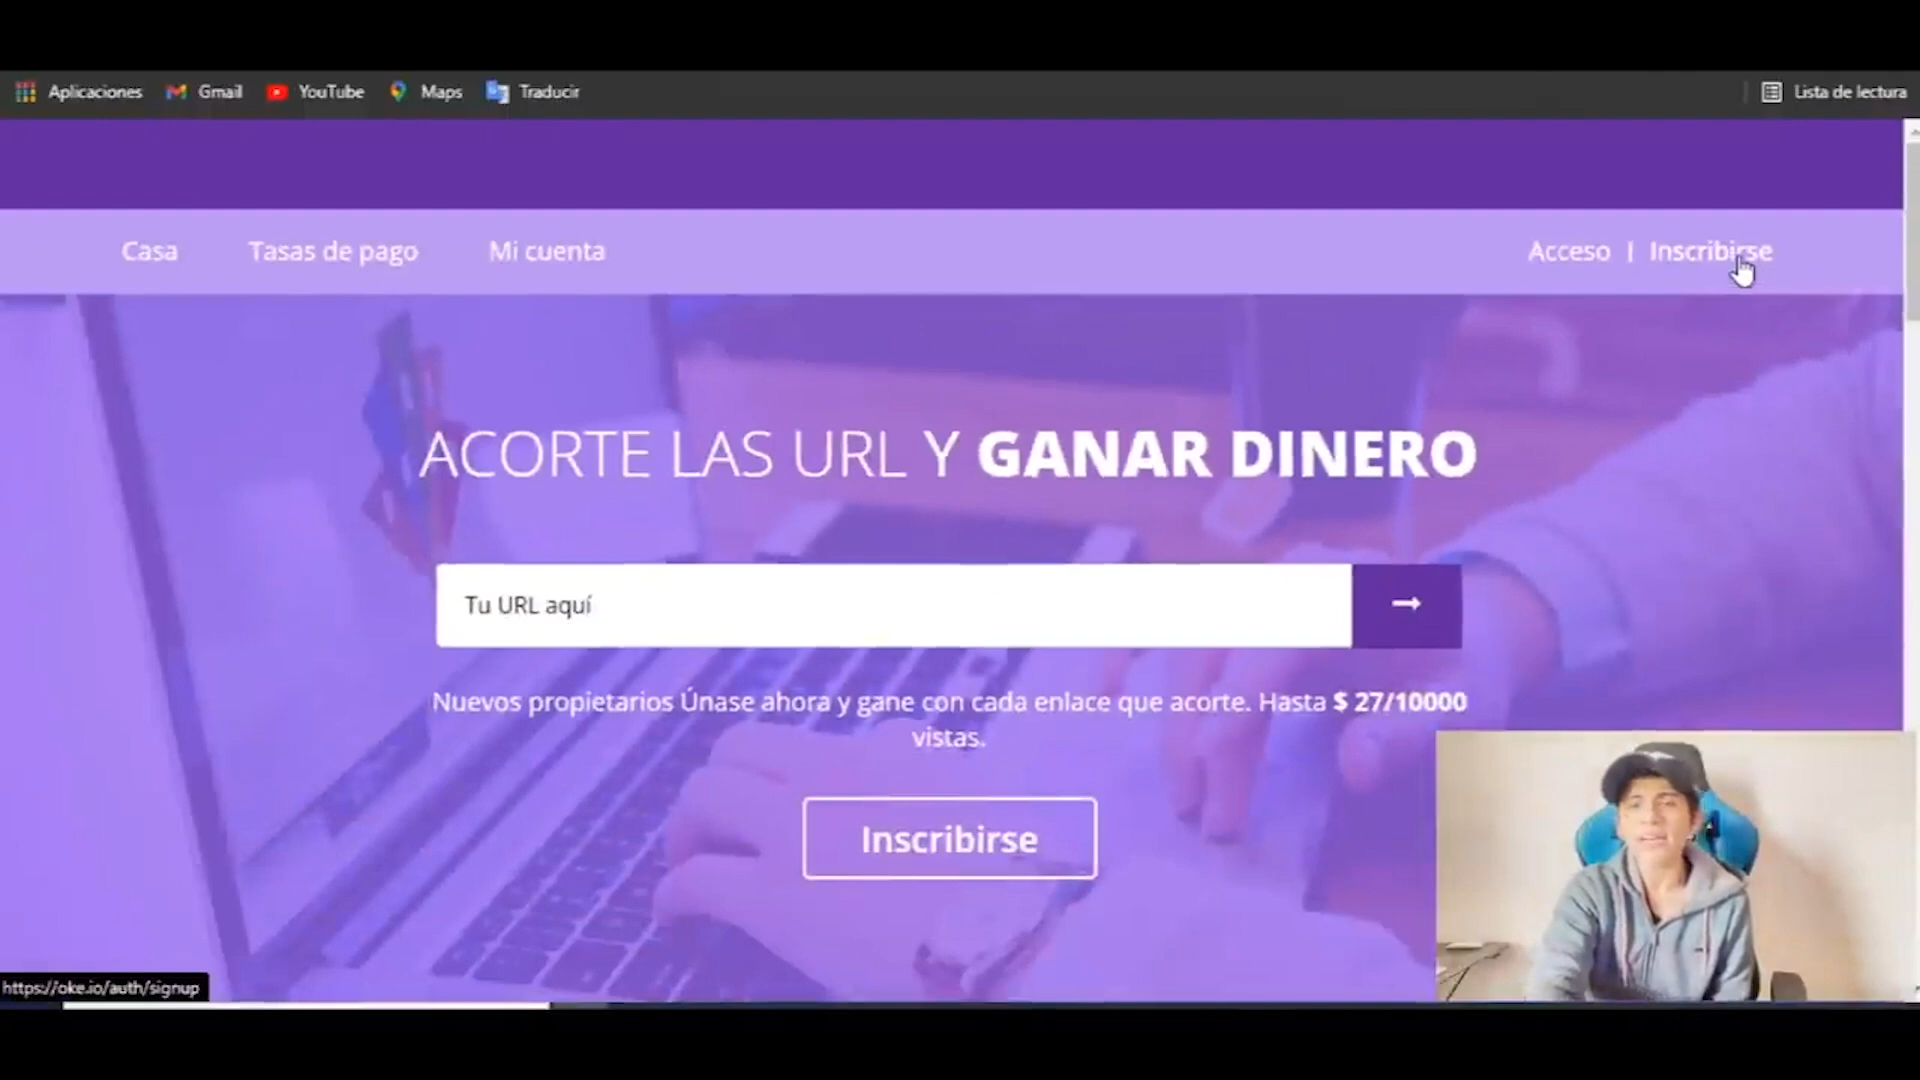 Aplicaciones Gmail YouTube Maps Traducir Lista de lectura
Casa Tasas de pago Mi cuenta Acceso | Inscribirse
ACORTE LAS URL Y GANAR DINERO
Tu URL aquí
Nuevos propietarios Únase ahora y gane con cada enlace que acorte. Hasta $ 27/10000
vistas.
Inscribirse
https://oke.io/auth/signup